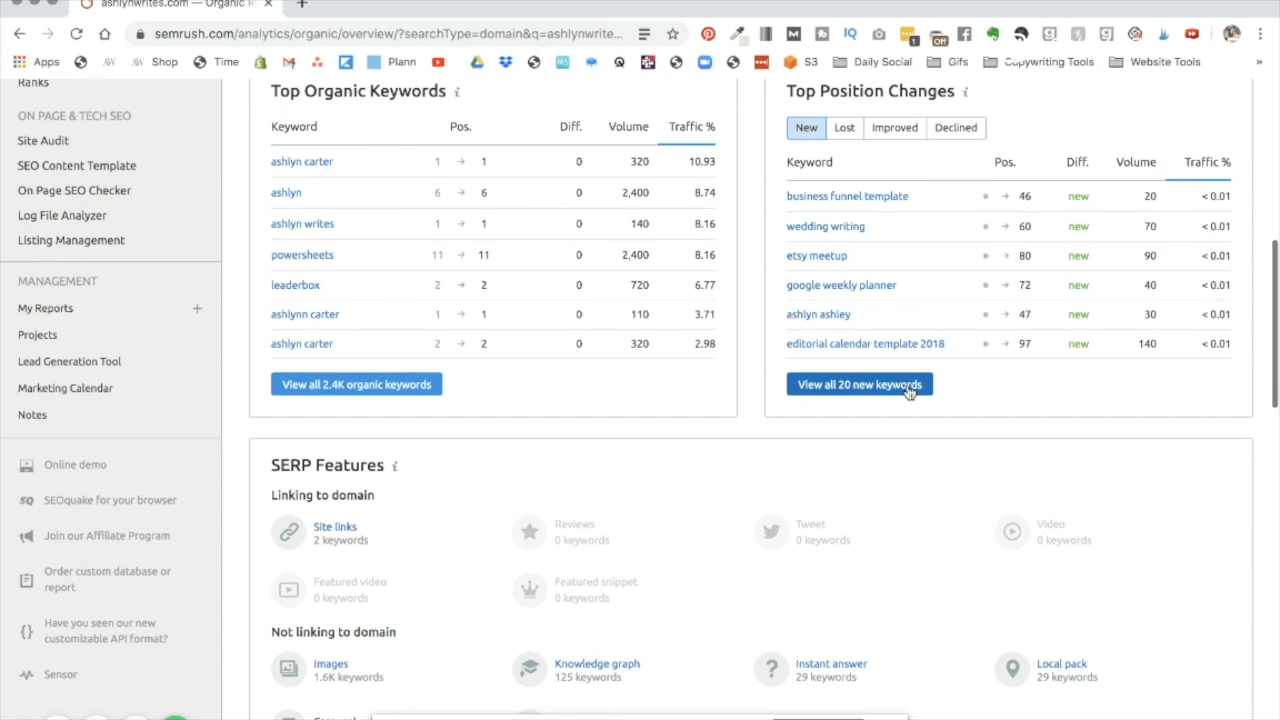 ashlynwrites.com — Organic R
semrush.com/analytics/organic/overview/?searchType=domain&q=ashlynwrite...
Apps
Shop
Time
Plann
S3
Daily Social
Gifs
Copywriting Tools
Website Tools
»
Ranks
ON PAGE & TECH SEO
Site Audit
SEO Content Template
On Page SEO Checker
Log File Analyzer
Listing Management
MANAGEMENT
My Reports +
Projects
Lead Generation Tool
Marketing Calendar
Notes
Online demo
SEOquake for your browser
Join our Affiliate Program
Order custom database or
report
Have you seen our new
customizable API format?
Sensor
Top Organic Keywords i
Keyword Pos. Diff. Volume Traffic %
ashlyn carter 1 → 1 0 320 10.93
ashlyn 6 → 6 0 2,400 8.74
ashlyn writes 1 → 1 0 140 8.16
powersheets 11 → 11 0 2,400 8.16
leaderbox 2 → 2 0 720 6.77
ashlynn carter 1 → 1 0 110 3.71
ashlyn carter 2 → 2 0 320 2.98
View all 2.4K organic keywords
Top Position Changes i
New Lost Improved Declined
Keyword Pos. Diff. Volume Traffic %
business funnel template → 46 new 20 < 0.01
wedding writing → 60 new 70 < 0.01
etsy meetup → 80 new 90 < 0.01
google weekly planner → 72 new 40 < 0.01
ashlyn ashley → 47 new 30 < 0.01
editorial calendar template 2018 → 97 new 140 < 0.01
View all 20 new keywords
SERP Features i
Linking to domain
Site links
2 keywords
Reviews
0 keywords
Tweet
0 keywords
Video
0 keywords
Featured video
0 keywords
Featured snippet
0 keywords
Not linking to domain
Images
1.6K keywords
Knowledge graph
125 keywords
Instant answer
29 keywords
Local pack
29 keywords